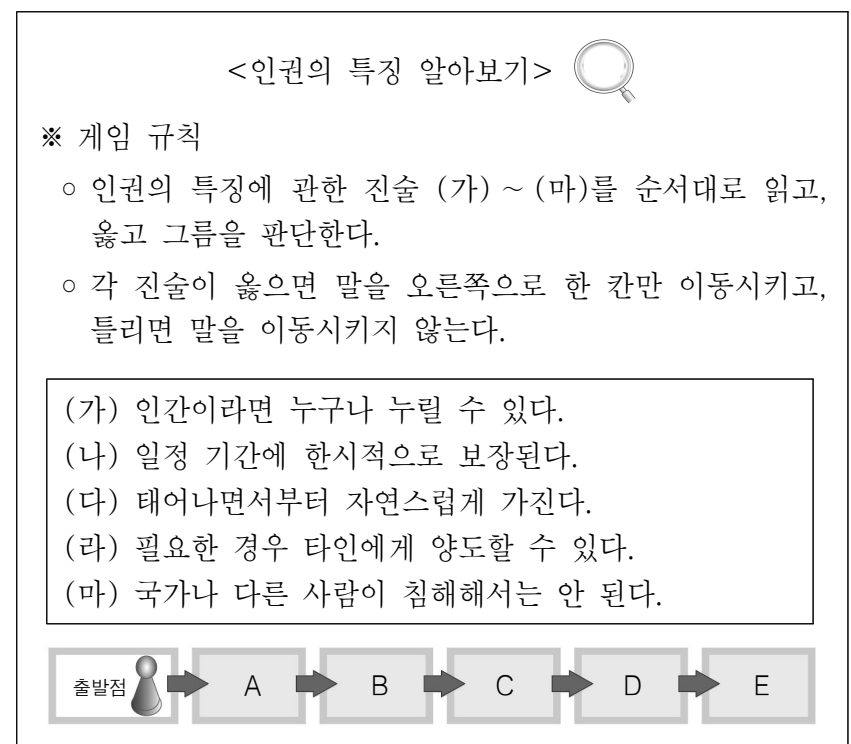 <인권의 특징 알아보기>
※ 게임 규칙
○ 인권의 특징에 관한 진술 (가) ~ (마)를 순서대로 읽고,
옳고 그름을 판단한다.
○ 각 진술이 옳으면 말을 오른쪽으로 한 칸만 이동시키고,
틀리면 말을 이동시키지 않는다.
(가) 인간이라면 누구나 누릴 수 있다.
(나) 일정 기간에 한시적으로 보장된다.
(다) 태어나면서부터 자연스럽게 가진다.
(라) 필요한 경우 타인에게 양도할 수 있다.
(마) 국가나 다른 사람이 침해해서는 안 된다.
출발점 A B C D E